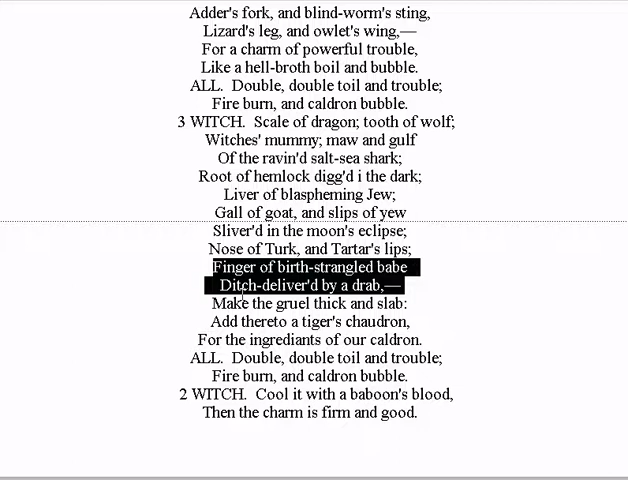 Adder's fork, and blind-worm's sting,
Lizard's leg, and owlet's wing,—
For a charm of powerful trouble,
Like a hell-broth boil and bubble.
ALL. Double, double toil and trouble;
Fire burn, and caldron bubble.
3 WITCH. Scale of dragon; tooth of wolf;
Witches' mummy; maw and gulf
Of the ravin'd salt-sea shark;
Root of hemlock digg'd i the dark;
Liver of blaspheming Jew;
Gall of goat, and slips of yew
Sliver'd in the moon's eclipse;
Nose of Turk, and Tartar's lips;
Finger of birth-strangled babe
Ditch-deliver'd by a drab,—
Make the gruel thick and slab:
Add thereto a tiger's chaudron,
For the ingrediants of our caldron.
ALL. Double, double toil and trouble;
Fire burn, and caldron bubble.
2 WITCH. Cool it with a baboon's blood,
Then the charm is firm and good.